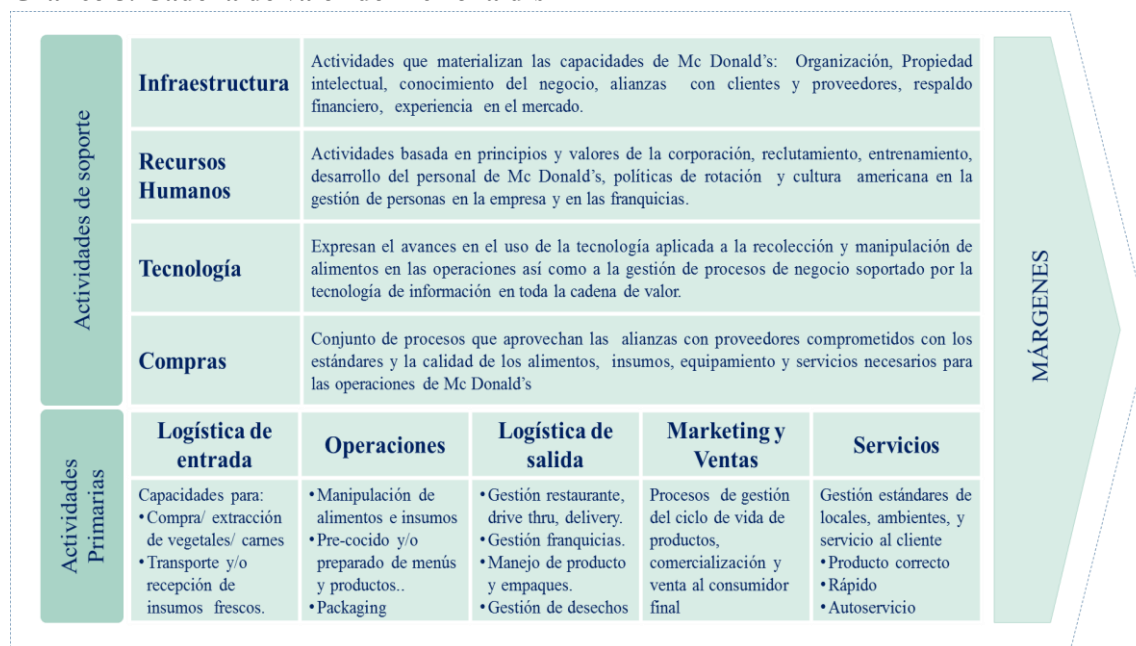 Actividades de soporte
Infraestructura
Actividades que materializan las capacidades de Mc Donald's: Organización, Propiedad
intelectual, conocimiento del negocio, alianzas con clientes y proveedores, respaldo
financiero, experiencia en el mercado.
Recursos
Humanos
Actividades basada en principios y valores de la corporación, reclutamiento, entrenamiento,
desarrollo del personal de Mc Donald's, políticas de rotación y cultura americana en la
gestión de personas en la empresa y en las franquicias.
Tecnología
Expresan el avances en el uso de la tecnología aplicada a la recolección y manipulación de
alimentos en las operaciones así como a la gestión de procesos de negocio soportado por la
tecnología de información en toda la cadena de valor.
Compras
Conjunto de procesos que aprovechan las alianzas con proveedores comprometidos con los
estándares y la calidad de los alimentos, insumos, equipamiento y servicios necesarios para
las operaciones de Mc Donald's
Actividades
Primarias
Logística de
entrada
Capacidades para:
•Compra/ extracción
de vegetales/ carnes
•Transporte y/o
recepción de
insumos frescos.
Operaciones
•Manipulación de
alimentos e insumos
•Pre-cocido y/o
preparado de menús
y productos..
•Packaging
Logística de
salida
•Gestión restaurante,
drive thru, delivery.
•Gestión franquicias.
•Manejo de producto
y empaques.
•Gestión de desechos
Marketing y
Ventas
Procesos de gestión
del ciclo de vida de
productos,
comercialización y
venta al consumidor
final
Servicios
Gestión estándares de
locales, ambientes, y
servicio al cliente
•Producto correcto
•Rápido
•Autoservicio
MÁRGENES